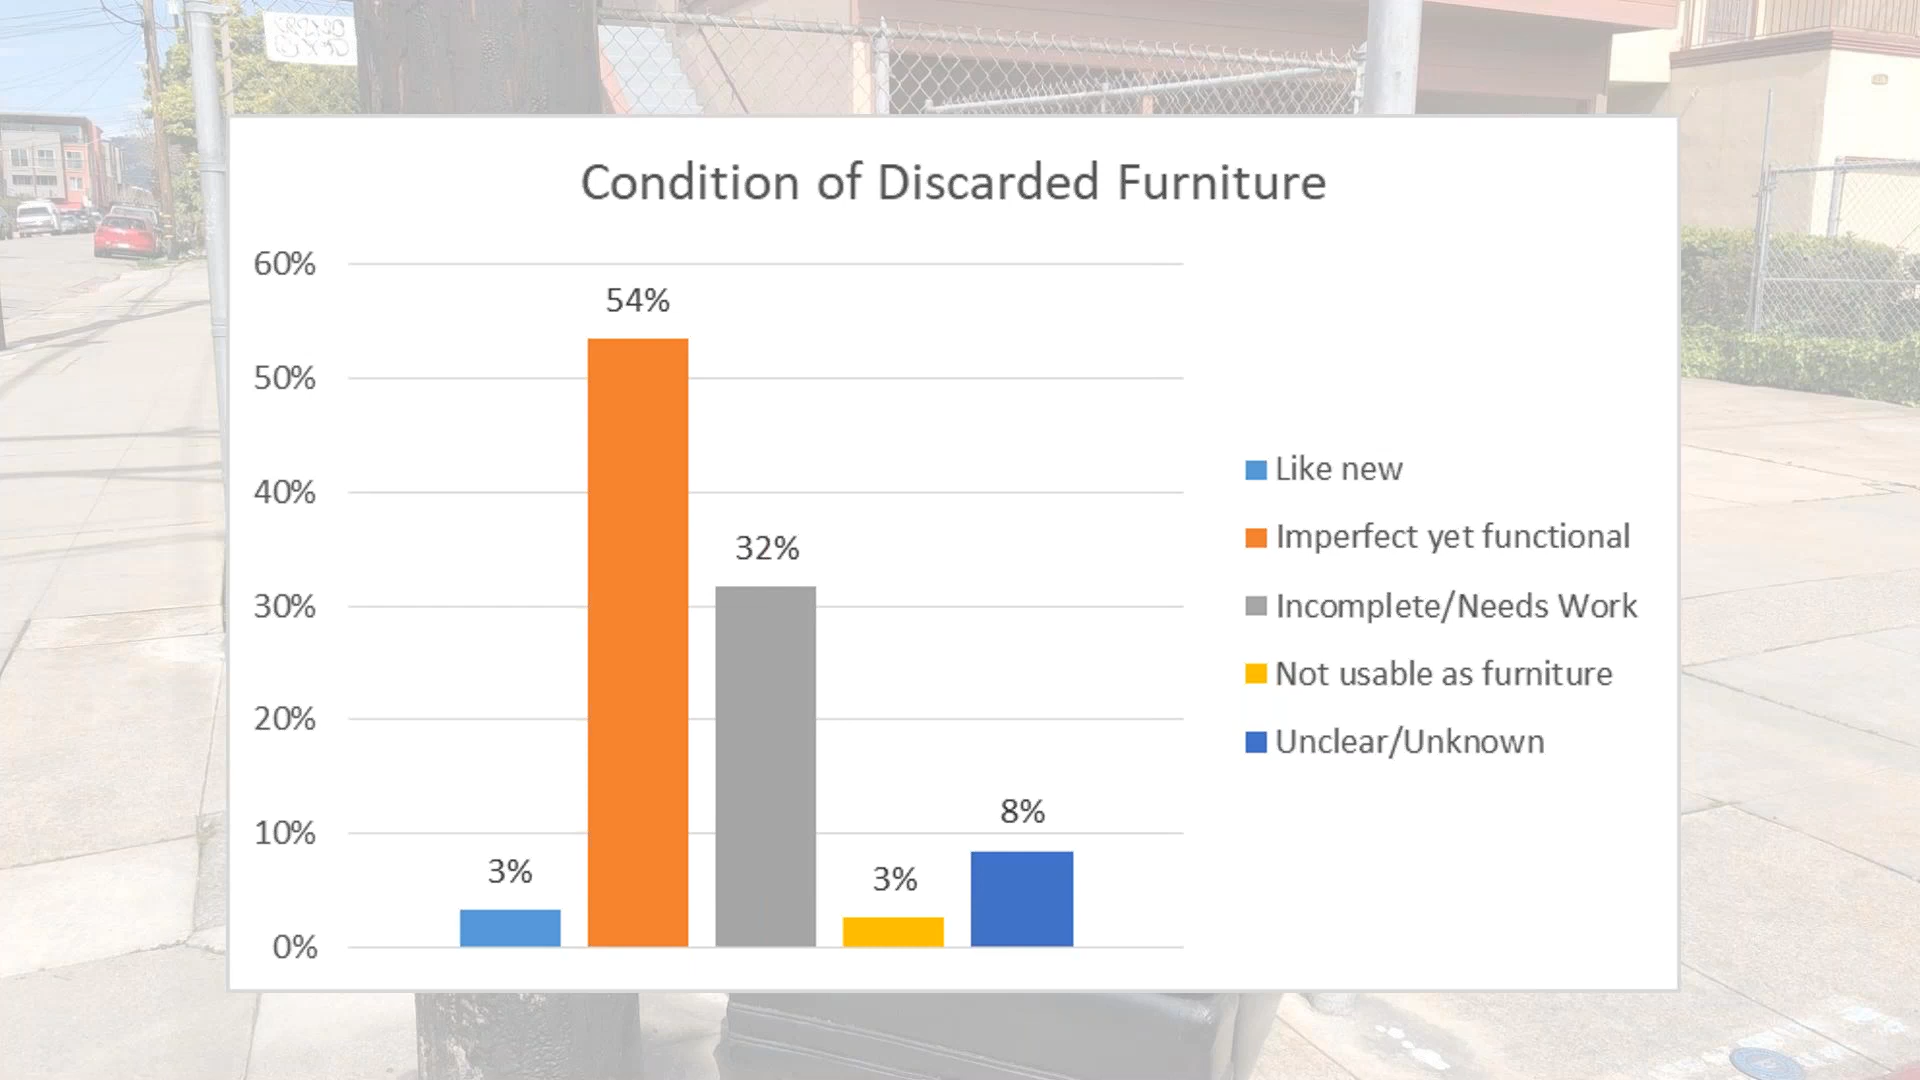 Condition of Discarded Furniture
60%
50%
40%
30%
20%
10%
0%
3%
54%
32%
3%
8%
Like new
Imperfect yet functional
Incomplete/Needs Work
Not usable as furniture
Unclear/Unknown